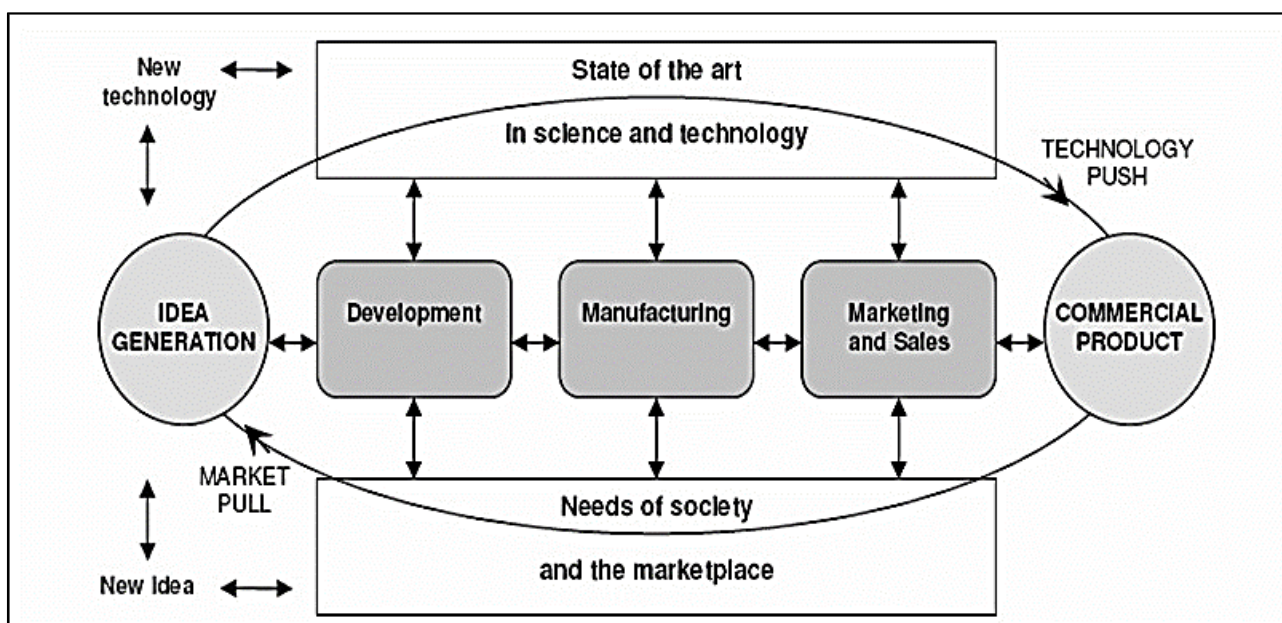 New
technology
State of the art
In science and technology
TECHNOLOGY
PUSH
IDEA
GENERATION
Development
Manufacturing
Marketing
and Sales
COMMERCIAL
PRODUCT
MARKET
PULL
Needs of society
and the marketplace
New Idea